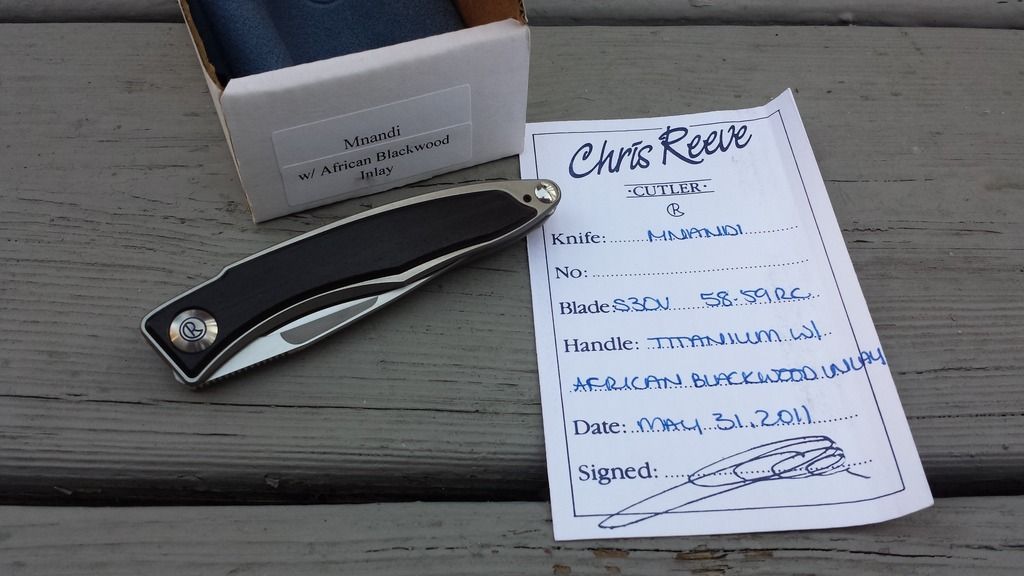 Mnandi
w/ African Blackwood
Inlay
Chris Reeve
·CUTLER·
R
Knife: MNANDI
No:
Blade S30V 58-59RC
Handle: TITANIUM W/
AFRICAN BLACKWOOD INLAY
Date: MAY 31, 2011
Signed:
R